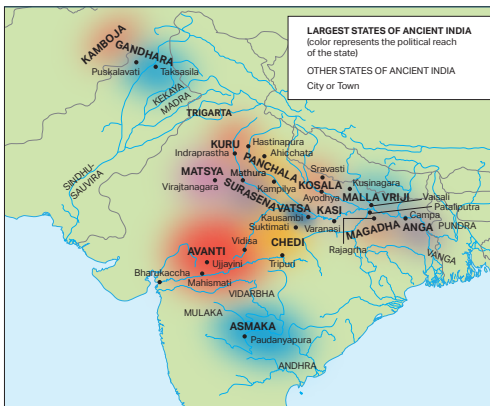 LARGEST STATES OF ANCIENT INDIA
(color represents the political reach
of the state)
OTHER STATES OF ANCIENT INDIA
City or Town
KAMBOJA
GANDHARA
Puskalavati
Taksasila
KEKAYA
MADRA
TRIGARTA
SINDHU-
SAUVIRA
KURU
Hastinapura
Indraprastha
Ahicchata
PANCHALA
MATSYA
Mathura
Virajtanagara
SURASENA
Kampilya
Sravasti
KOSALA
Ayodhya
Kusinagara
MALLA
VRIJI
Vaisali
Pataliputra
VATSA
KASI
Kausambi
Suktimati
Varanasi
MAGADHA
Campa
ANGA
PUNDRA
Rajagrha
VANGA
CHEDI
Vidisa
AVANTI
Ujjayini
Tripuri
Bharukaccha
Mahismati
VIDARBHA
MULAKA
ASMAKA
Paudanyapura
ANDHRA